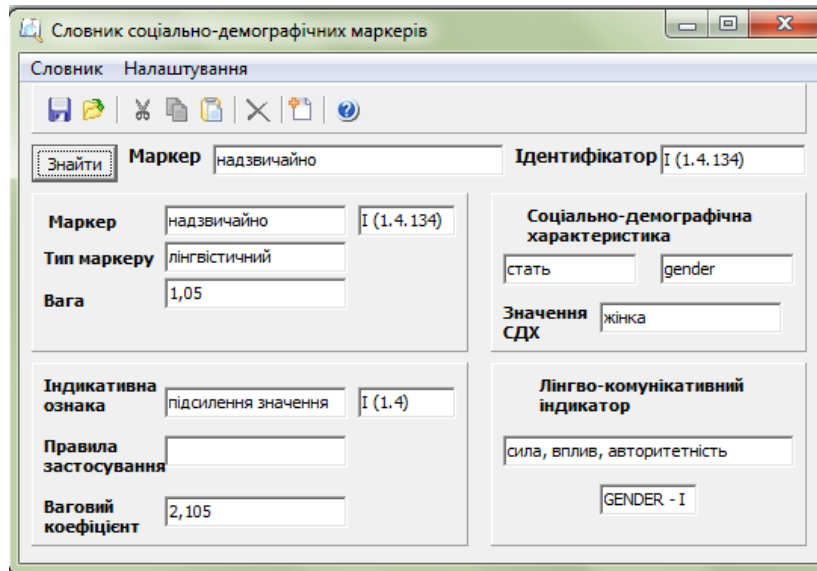 Словник соціально-демографічних маркерів
Словник Налаштування
Знайти Маркер надзвичайно Ідентифікатор I (1.4.134)
Маркер надзвичайно I (1.4.134)
Тип маркеру лінгвістичний
Вага 1,05
Соціально-демографічна
характеристика
стать gender
Значення
СДХ жінка
Індикативна
ознака підсилення значення I (1.4)
Правила
застосування
Ваговий
коефіцієнт 2,105
Лінгво-комунікативний
індикатор
сила, вплив, авторитетність
GENDER - I